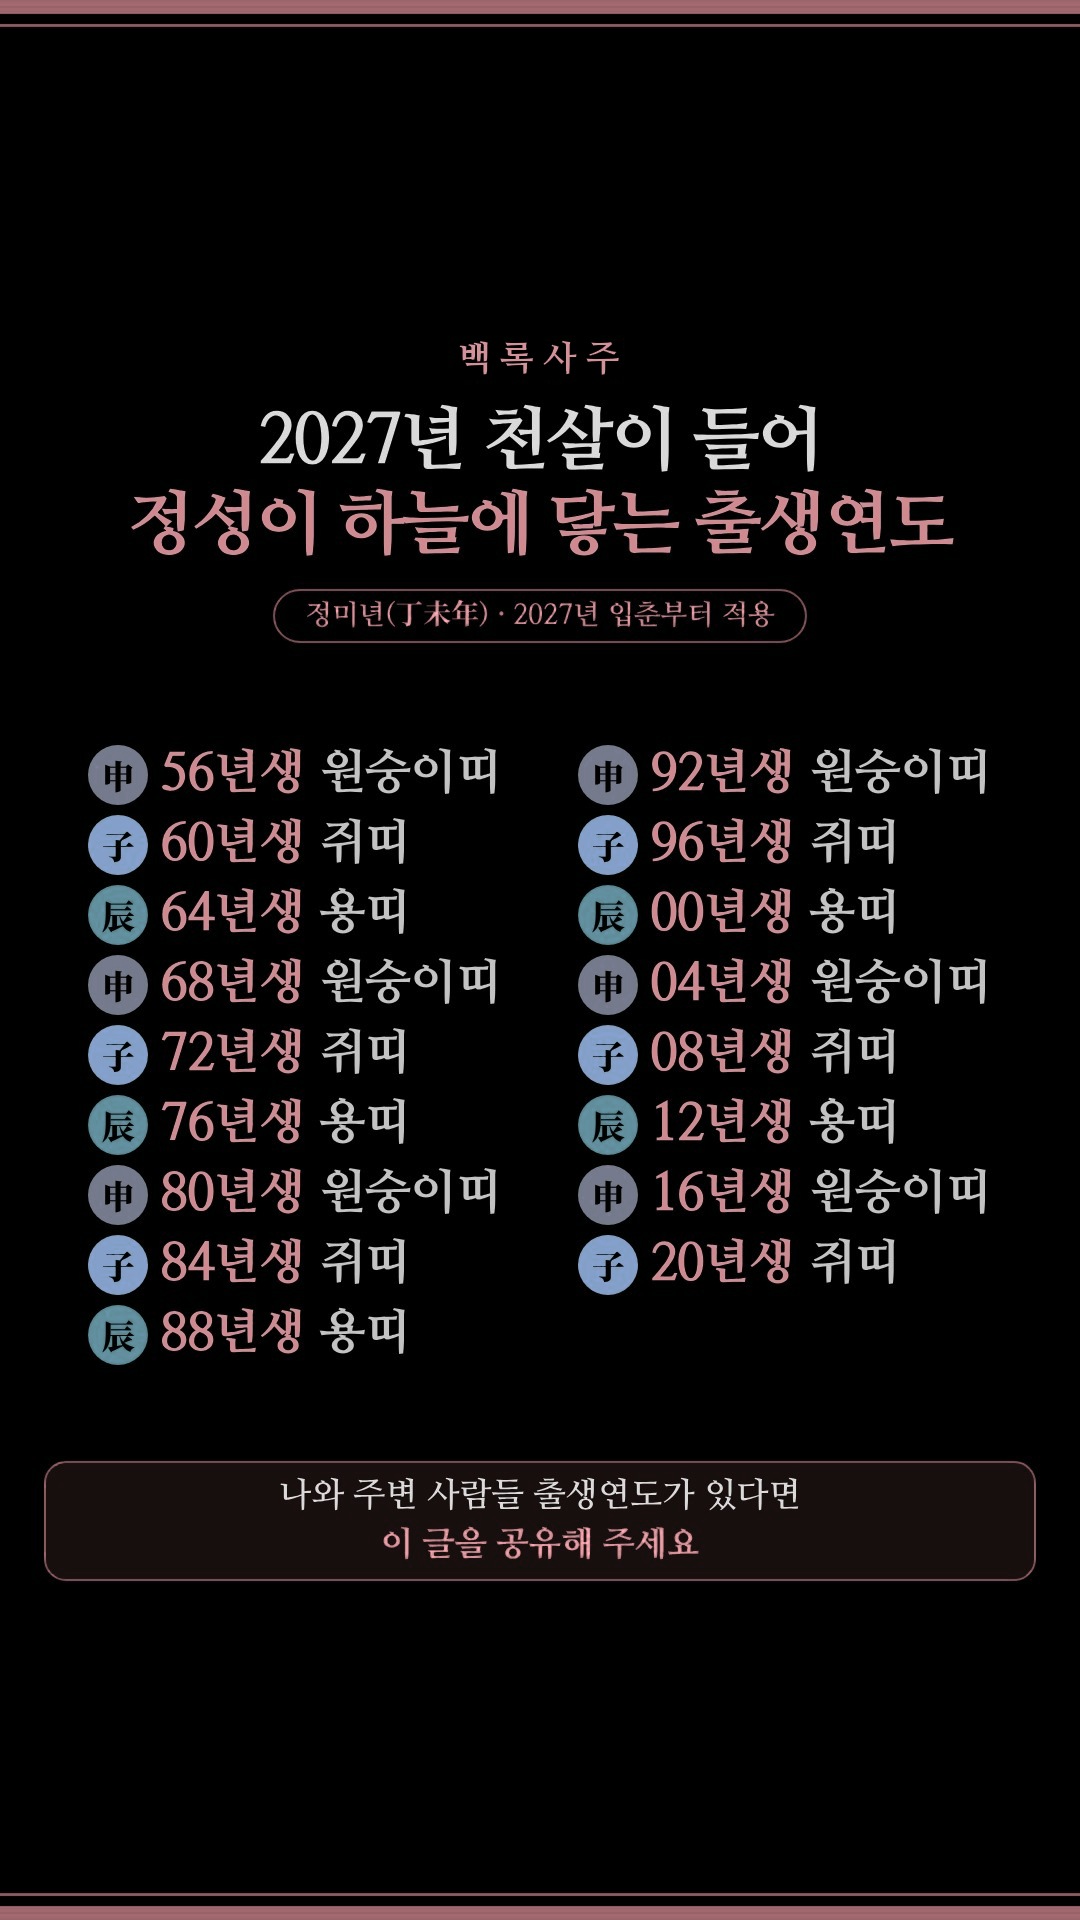 백록사주
2027년 천살이 들어
정성이 하늘에 닿는 출생연도
정미년(丁未年) · 2027년 입춘부터 적용
申 56년생 원숭이띠
子 60년생 쥐띠
辰 64년생 용띠
申 68년생 원숭이띠
子 72년생 쥐띠
辰 76년생 용띠
申 80년생 원숭이띠
子 84년생 쥐띠
辰 88년생 용띠
申 92년생 원숭이띠
子 96년생 쥐띠
辰 00년생 용띠
申 04년생 원숭이띠
子 08년생 쥐띠
辰 12년생 용띠
申 16년생 원숭이띠
子 20년생 쥐띠
나와 주변 사람들 출생연도가 있다면
이 글을 공유해 주세요